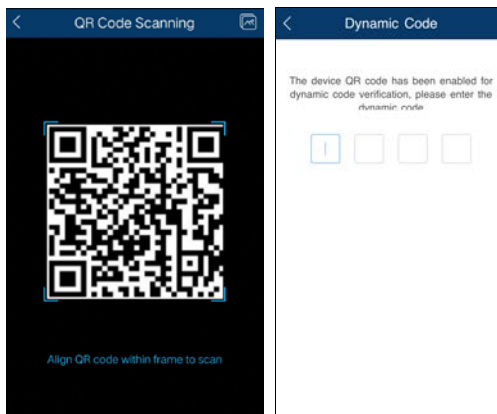 QR Code Scanning
Align QR code within frame to scan
Dynamic Code
The device QR code has been enabled for
dynamic code verification, please enter the
dynamic code